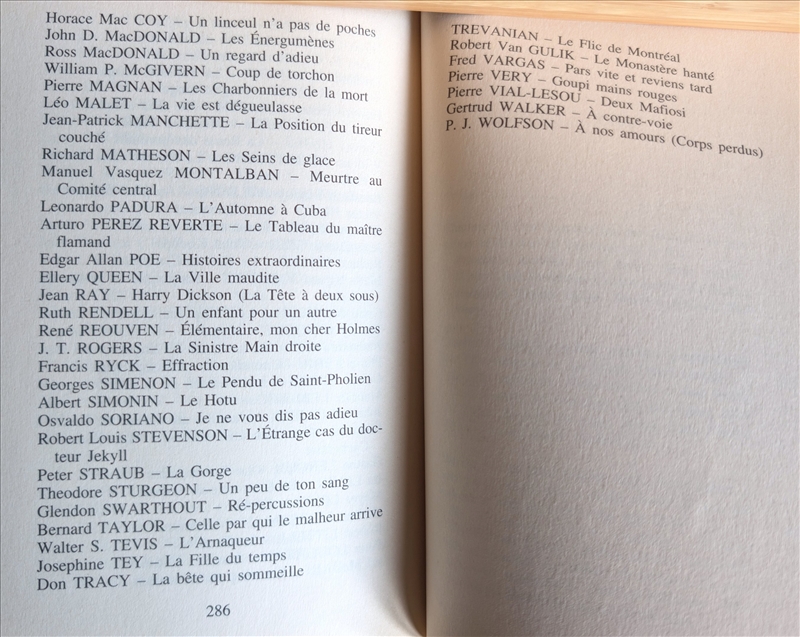 Horace Mac COY – Un linceul n'a pas de poches
John D. MacDONALD – Les Énergumènes
Ross MacDONALD – Un regard d'adieu
William P. McGIVERN – Coup de torchon
Pierre MAGNAN – Les Charbonniers de la mort
Léo MALET – La vie est dégueulasse
Jean-Patrick MANCHETTE – La Position du tireur
couché
Richard MATHESON – Les Seins de glace
Manuel Vasquez MONTALBAN – Meurtre au
Comité central
Leonardo PADURA – L'Automne à Cuba
Arturo PEREZ REVERTE – Le Tableau du maître
flamand
Edgar Allan POE – Histoires extraordinaires
Ellery QUEEN – La Ville maudite
Jean RAY – Harry Dickson (La Tête à deux sous)
Ruth RENDELL – Un enfant pour un autre
René REOUVEN – Élémentaire, mon cher Holmes
J. T. ROGERS – La Sinistre Main droite
Francis RYCK – Effraction
Georges SIMENON – Le Pendu de Saint-Pholien
Albert SIMONIN – Le Hotu
Osvaldo SORIANO – Je ne vous dis pas adieu
Robert Louis STEVENSON – L'Étrange cas du doc-
teur Jekyll
Peter STRAUB – La Gorge
Theodore STURGEON – Un peu de ton sang
Glendon SWARTHOUT – Ré-percussions
Bernard TAYLOR – Celle par qui le malheur arrive
Walter S. TEVIS – L'Arnaqueur
Josephine TEY – La Fille du temps
Don TRACY – La bête qui sommeille
286
TREVANIAN – Le Flic de Montréal
Robert Van GULIK – Le Monastère hanté
Fred VARGAS – Pars vite et reviens tard
Pierre VERY – Goupi mains rouges
Pierre VIAL-LESOU – Deux Mafiosi
Gertrud WALKER – À contre-voie
P. J. WOLFSON – À nos amours (Corps perdus)